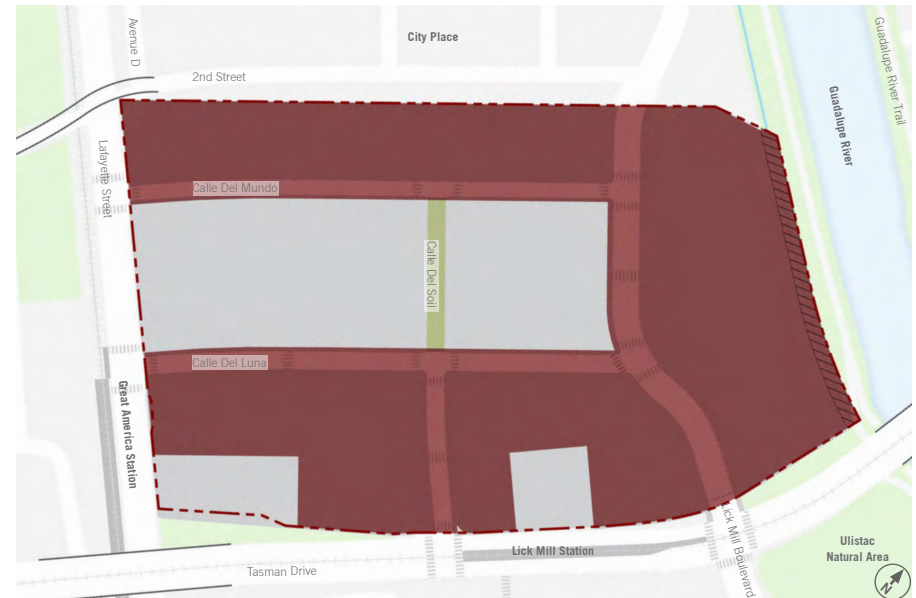 City Place
Avenue D
2nd Street
Guadalupe River Trail
Guadalupe River
Lafayette Street
Calle Del Mundo
Calle Del Soil
Calle Del Luna
Great America Station
Lick Mill Boulevard
Lick Mill Station
Ulistac
Natural Area
Tasman Drive
N